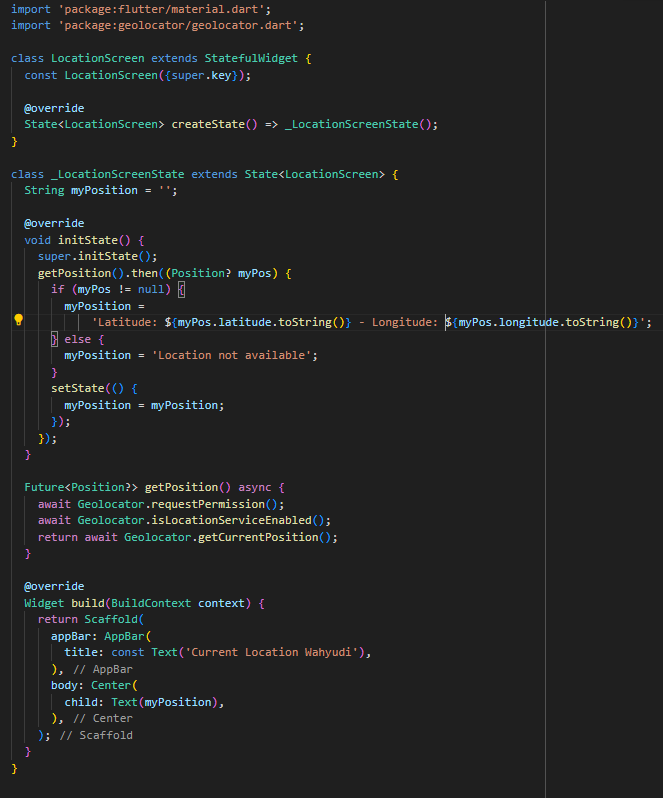 import 'package:flutter/material.dart';
import 'package:geolocator/geolocator.dart';

class LocationScreen extends StatefulWidget {
  const LocationScreen({super.key});

  @override
  State<LocationScreen> createState() => _LocationScreenState();
}

class _LocationScreenState extends State<LocationScreen> {
  String myPosition = '';

  @override
  void initState() {
    super.initState();
    getPosition().then((Position? myPos) {
      if (myPos != null) {
        myPosition =
            'Latitude: ${myPos.latitude.toString()} - Longitude: ${myPos.longitude.toString()}';
      } else {
        myPosition = 'Location not available';
      }
      setState(() {
        myPosition = myPosition;
      });
    });
  }

  Future<Position?> getPosition() async {
    await Geolocator.requestPermission();
    await Geolocator.isLocationServiceEnabled();
    return await Geolocator.getCurrentPosition();
  }

  @override
  Widget build(BuildContext context) {
    return Scaffold(
      appBar: AppBar(
        title: const Text('Current Location Wahyudi'),
      ), // AppBar
      body: Center(
        child: Text(myPosition),
      ), // Center
    ); // Scaffold
  }
}